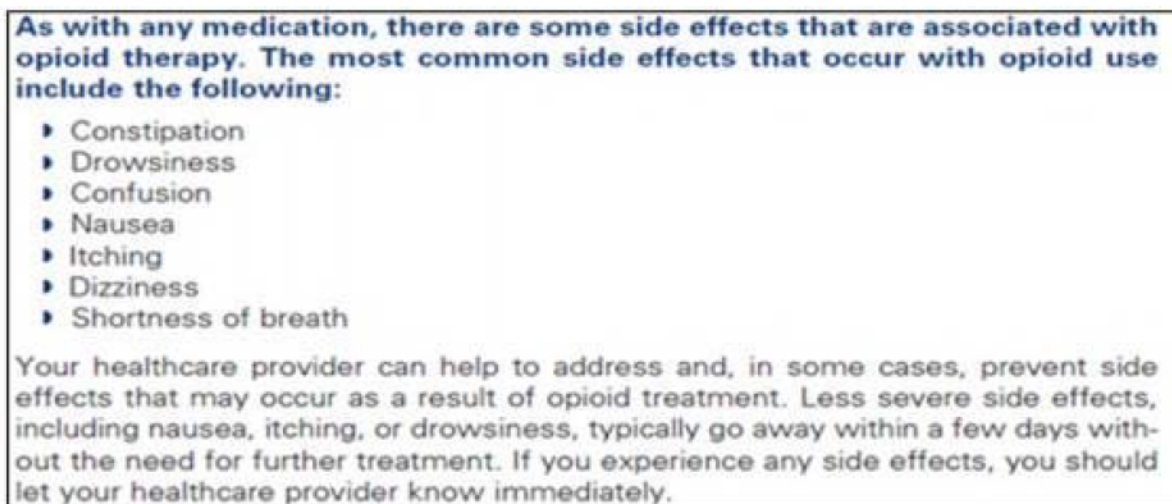 As with any medication, there are some side effects that are associated with
opioid therapy. The most common side effects that occur with opioid use
include the following:
Constipation
Drowsiness
Confusion
Nausea
Itching
Dizziness
Shortness of breath
Your healthcare provider can help to address and, in some cases, prevent side
effects that may occur as a result of opioid treatment. Less severe side effects,
including nausea, itching, or drowsiness, typically go away within a few days with-
out the need for further treatment. If you experience any side effects, you should
let your healthcare provider know immediately.